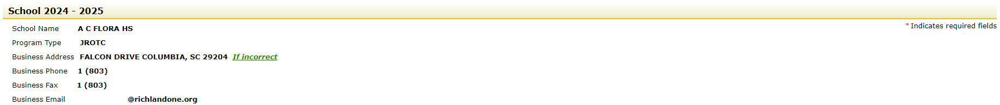 School 2024 - 2025
* Indicates required fields
School Name A C FLORA HS
Program Type JROTC
Business Address FALCON DRIVE COLUMBIA, SC 29204 If incorrect
Business Phone 1 (803)
Business Fax 1 (803)
Business Email @richlandone.org